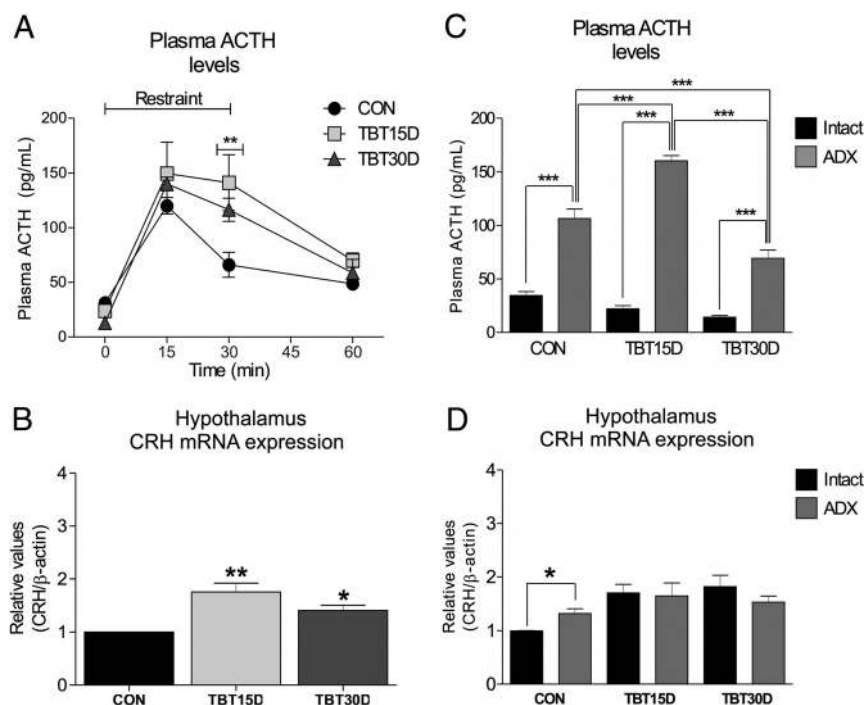 A
Plasma ACTH
levels
Restraint
CON
TBT15D
TBT30D
**
Plasma ACTH (pg/mL)
200
150
100
50
0
0 15 30 45 60
Time (min)
C
Plasma ACTH
levels
Intact
ADX
***
***
*** ***
*** ***
Plasma ACTH (pg/mL)
200
150
100
50
0
CON TBT15D TBT30D
B
Hypothalamus
CRH mRNA expression
Relative values
(CRH/β-actin)
4
3
2
1
0
** *
CON TBT15D TBT30D
D
Hypothalamus
CRH mRNA expression
Intact
ADX
Relative values
(CRH/β-actin)
4
3
2
1
0
*
CON TBT15D TBT30D